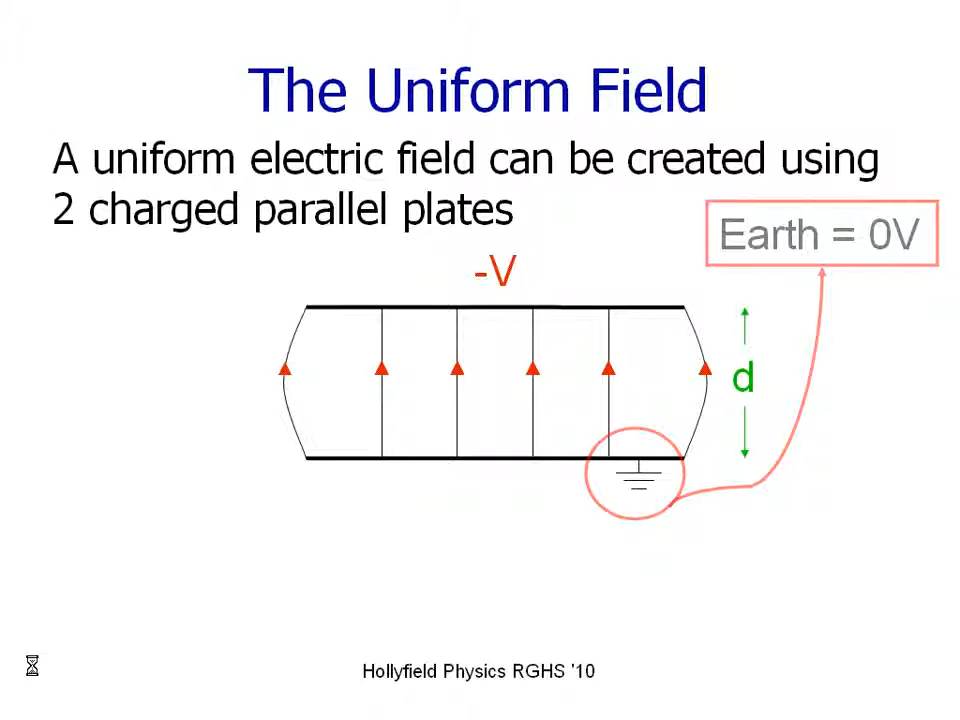 The Uniform Field
A uniform electric field can be created using
2 charged parallel plates
Earth = 0V
-V
d
Hollyfield Physics RGHS '10